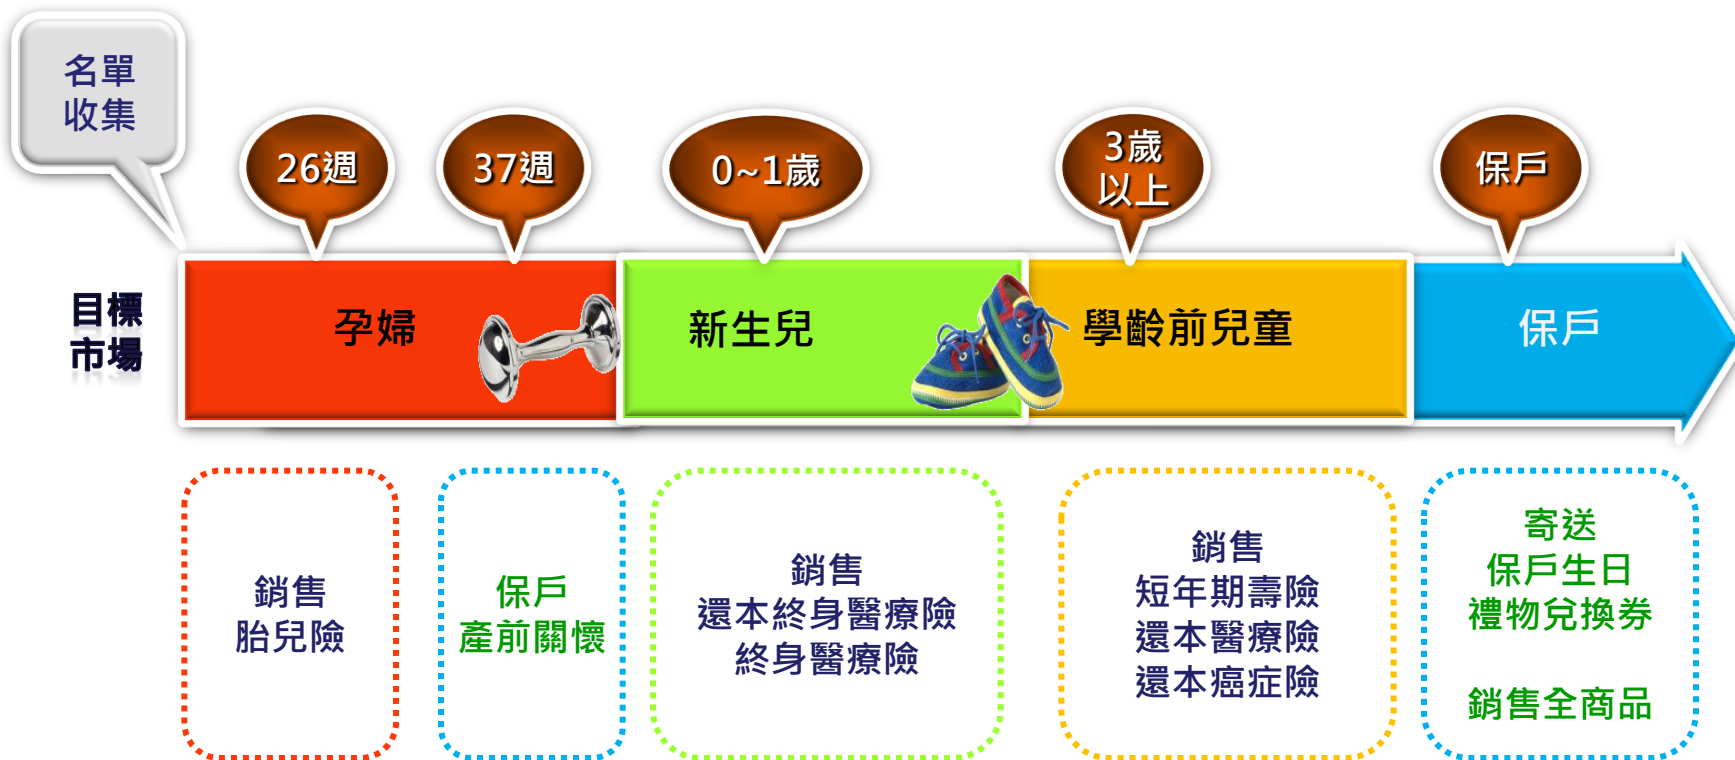 名單
收集
26週
37週
0~1歲
3歲
以上
保戶
目標
市場
孕婦
新生兒
學齡前兒童
保戶
銷售
胎兒險
保戶
產前關懷
銷售
還本終身醫療險
終身醫療險
銷售
短年期壽險
還本醫療險
還本癌症險
寄送
保戶生日
禮物兌換券
銷售全商品